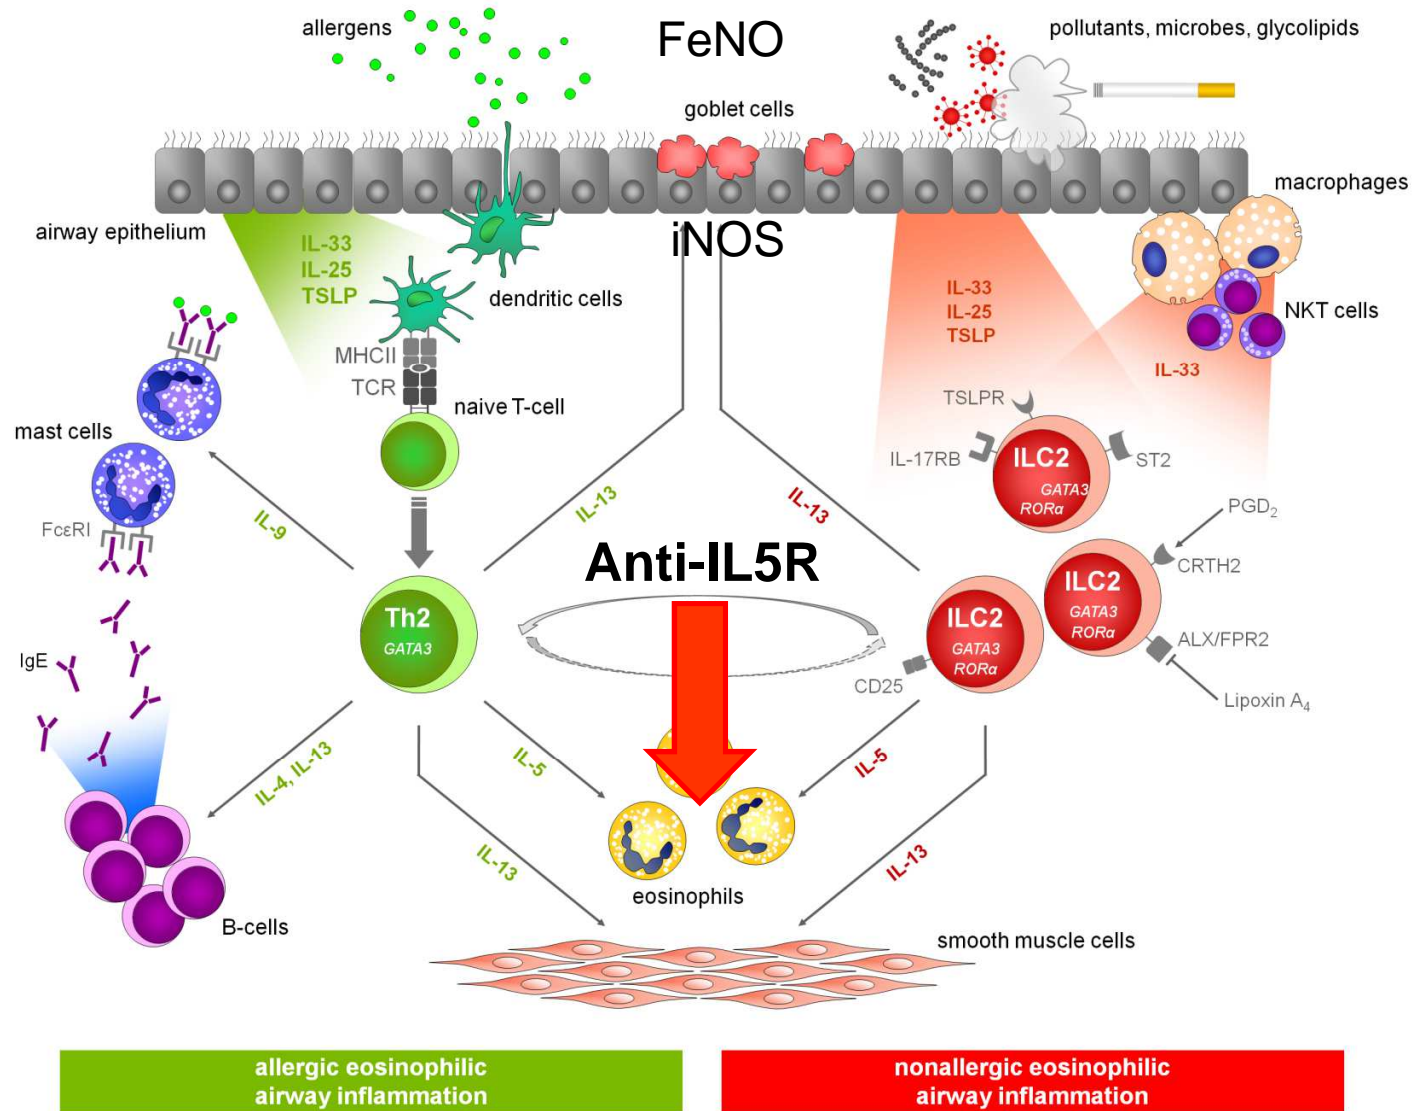 allergens
FeNO
pollutants, microbes, glycolipids
goblet cells
macrophages
airway epithelium
iNOS
IL-33
IL-25
TSLP
dendritic cells
IL-33
IL-25
TSLP
NKT cells
MHCII
TCR
IL-33
naive T-cell
TSLPR
mast cells
IL-17RB
ILC2
GATA3
RORα
ST2
FcεRI
IL-9
IL-13
IL-13
PGD₂
Anti-IL5R
CRTH2
ILC2
GATA3
RORα
Th2
GATA3
ILC2
GATA3
RORα
ALX/FPR2
IgE
CD25
Lipoxin A₄
IL-4, IL-13
IL-5
IL-5
IL-13
IL-13
eosinophils
B-cells
smooth muscle cells
allergic eosinophilic
airway inflammation
nonallergic eosinophilic
airway inflammation